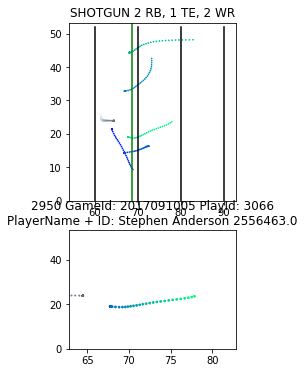 SHOTGUN 2 RB, 1 TE, 2 WR
50
40
30
20
10
0
60 70 80 90
2950 GameId: 2017091005 PlayId: 3066
PlayerName + ID: Stephen Anderson 2556463.0
40
20
0
65 70 75 80